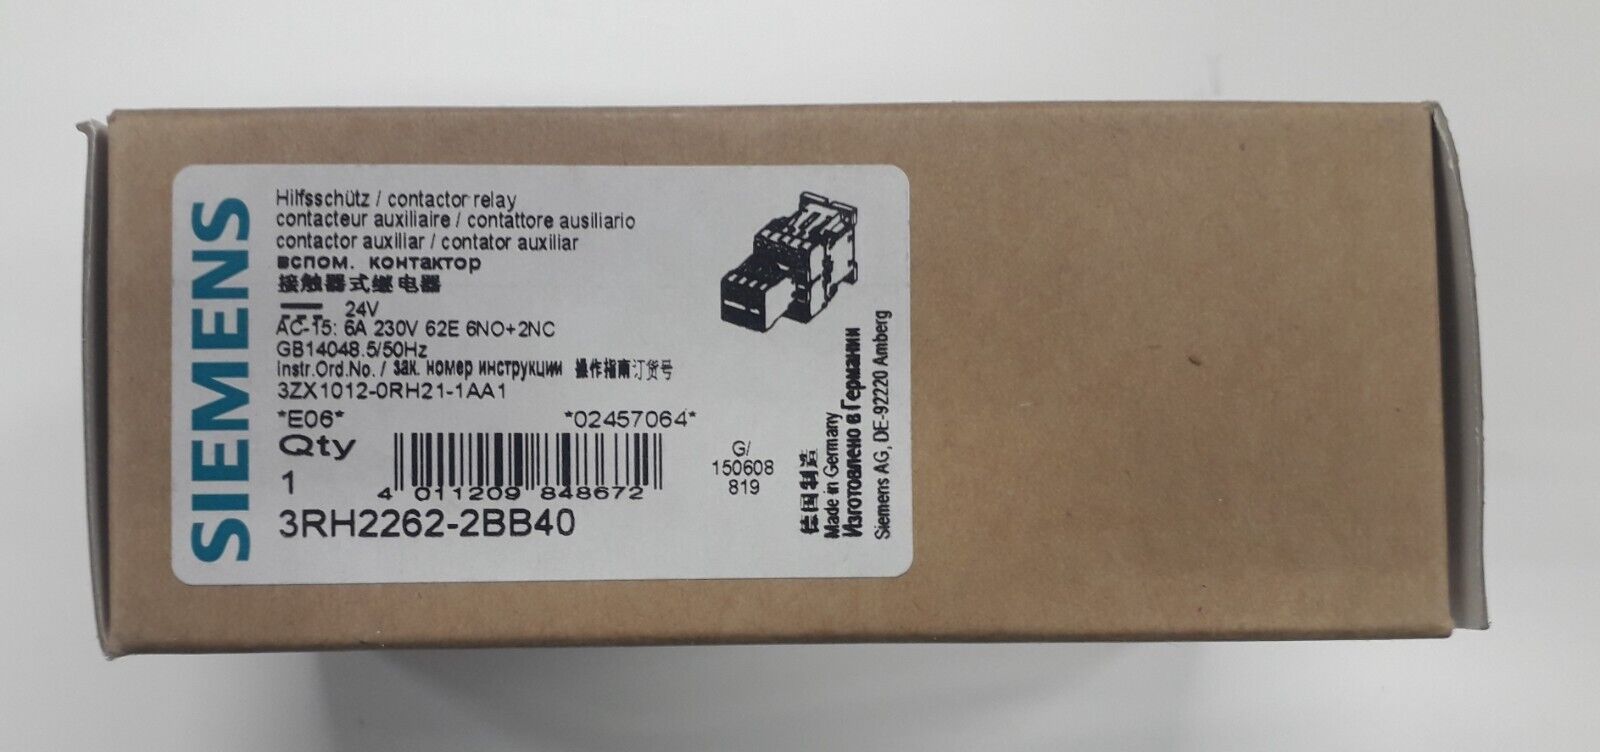 SIEMENS
Hilfsschütz / contactor relay
contacteur auxiliaire / contattore ausiliario
contactor auxiliar / contator auxiliar
вспом. контактор
接触器式继电器
24V
AC-15: 6A 230V 62E 6NO+2NC
GB14048.5/50Hz
Instr.Ord.No. / зак. номер инструкции 操作指南订货号
3ZX1012-0RH21-1AA1
*E06* *02457064*
Qty
1
4 011209 848672
3RH2262-2BB40
G/
150608
819
德国制造
Made in Germany
Изготовлено в Германии
Siemens AG, DE-92220 Amberg